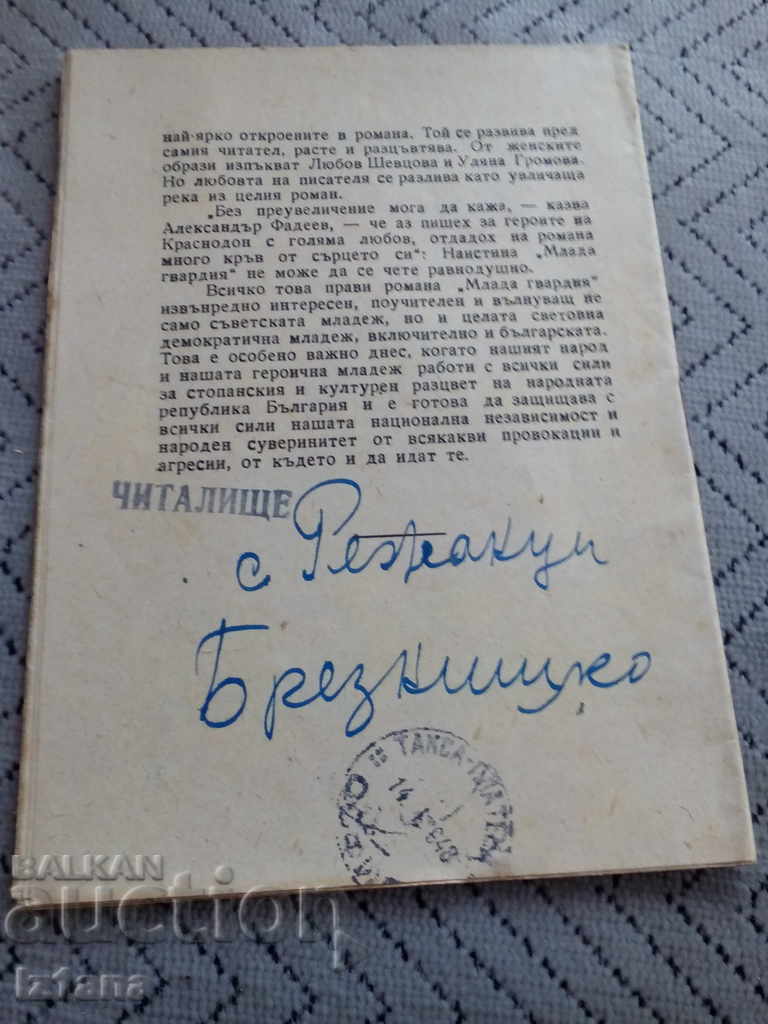 най-ярко откроените в романа. Той се развива пред
самия читател, расте и разцъвтява. От женските
образи изпъкват Любов Шевцова и Уляна Громова.
Но любовта на писателя се разлива като увличаща
река из целия роман.
„Без преувеличение мога да кажа, — казва
Александър Фадеев, — че аз пишех за героите на
Краснодон с голяма любов, отдадох на романа
много кръв от сърцето си“: Наистина „Млада
гвардия“ не може да се чете равнодушно.
Всичко това прави романа „Млада гвардия“
извънредно интересен, поучителен и вълнуващ не
само съветската младеж, но и целата световна
демократична младеж, включително и българската.
Това е особено важно днес, когато нашият народ
и нашата героична младеж работи с всички сили
за стопанския и културен разцвет на народната
република България и е готова да защищава с
всички сили нашата национална независимост и
народен суверинитет от всякакви провокации и
агресии, от където и да идат те.
ЧИТАЛИЩЕ
с Режанци
Брезнишко
ТАКСА-ПЛАТЕНА
BALKAN
auction
Iz1ana